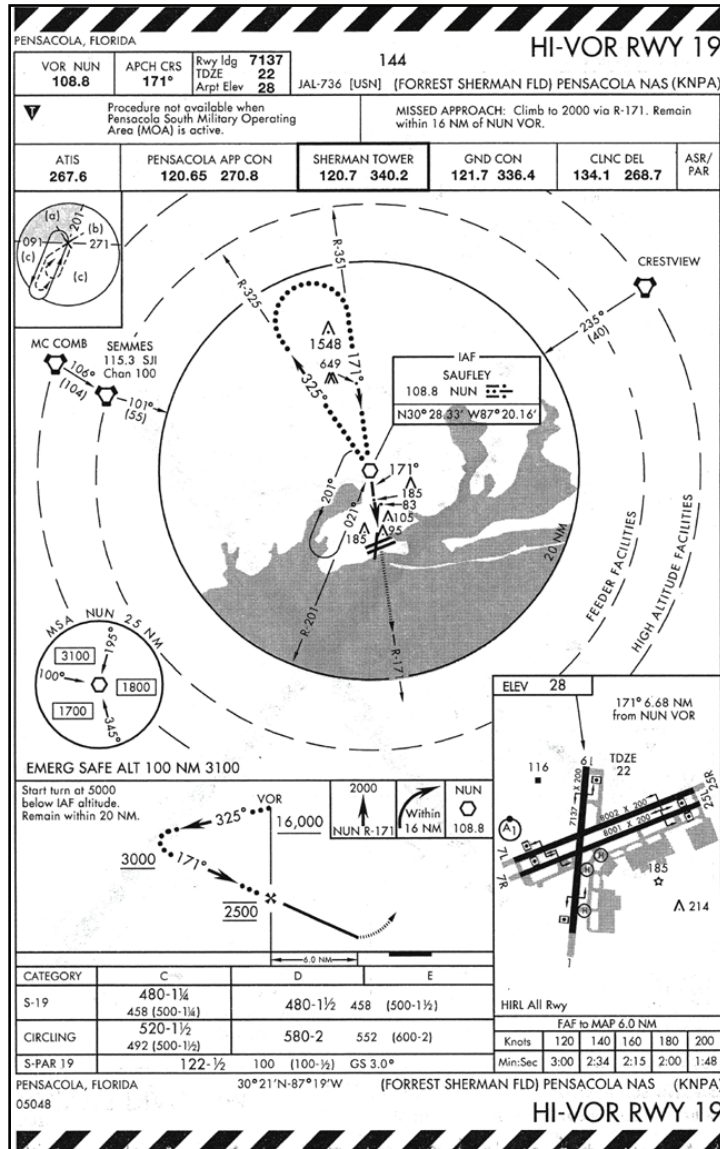 PENSACOLA, FLORIDA
HI-VOR RWY 19
VOR NUN
108.8
APCH CRS
171°
Rwy ldg 7137
TDZE 22
Arpt Elev 28
144
JAL-736 [USN] (FORREST SHERMAN FLD) PENSACOLA NAS (KNPA)
T
Procedure not available when
Pensacola South Military Operating
Area (MOA) is active.
MISSED APPROACH: Climb to 2000 via R-171. Remain
within 16 NM of NUN VOR.
ATIS
267.6
PENSACOLA APP CON
120.65 270.8
SHERMAN TOWER
120.7 340.2
GND CON
121.7 336.4
CLNC DEL
134.1 268.7
ASR/
PAR
(a)
201
(b)
091
271
(c)
(c)
R-325
R-351
CRESTVIEW
235°
(40)
MC COMB
106°
(104)
SEMMES
115.3 SJI
Chan 100
101°
(55)
1548
649
171°
325°
IAF
SAUFLEY
108.8 NUN
N30°28.33' W87°20.16'
171°
185
83
105
95
185
201°
021°
R-201
R-171
20 NM
FEEDER FACILITIES
HIGH ALTITUDE FACILITIES
MSA NUN 25 NM
195°
3100
100°
1800
1700
345°
EMERG SAFE ALT 100 NM 3100
ELEV 28
171° 6.68 NM
from NUN VOR
116
19
TDZE
22
7137 X 200
8002 X 200
8001 X 200
25L
25R
A1
7L
7R
H
H
H
185
214
1
HIRL All Rwy
Start turn at 5000
below IAF altitude.
Remain within 20 NM.
VOR
325°
16,000
3000
171°
2500
2000
NUN R-171
Within
16 NM
NUN
108.8
6.0 NM
CATEGORY C D E
S-19 480-1¼ 458 (500-1¼) 480-1½ 458 (500-1½)
CIRCLING 520-1½ 492 (500-1½) 580-2 552 (600-2)
S-PAR 19 122-½ 100 (100-½) GS 3.0°
FAF to MAP 6.0 NM
Knots 120 140 160 180 200
Min:Sec 3:00 2:34 2:15 2:00 1:48
PENSACOLA, FLORIDA
30°21'N-87°19'W
(FORREST SHERMAN FLD) PENSACOLA NAS (KNPA)
05048
HI-VOR RWY 19